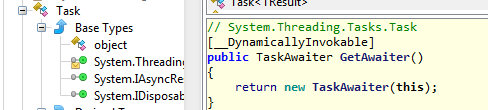 Task
Base Types
object
System.Threading
System.IAsyncRe
System.IDisposab
Task<TResult>
// System.Threading.Tasks.Task
[__DynamicallyInvokable]
public TaskAwaiter GetAwaiter()
{
return new TaskAwaiter(this);
}